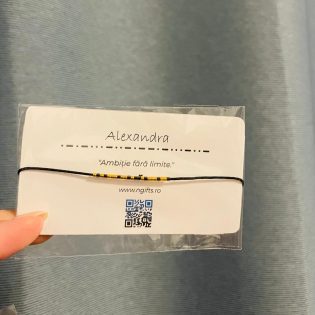 Alexandra
"Ambiție fără limite."
www.ngifts.ro